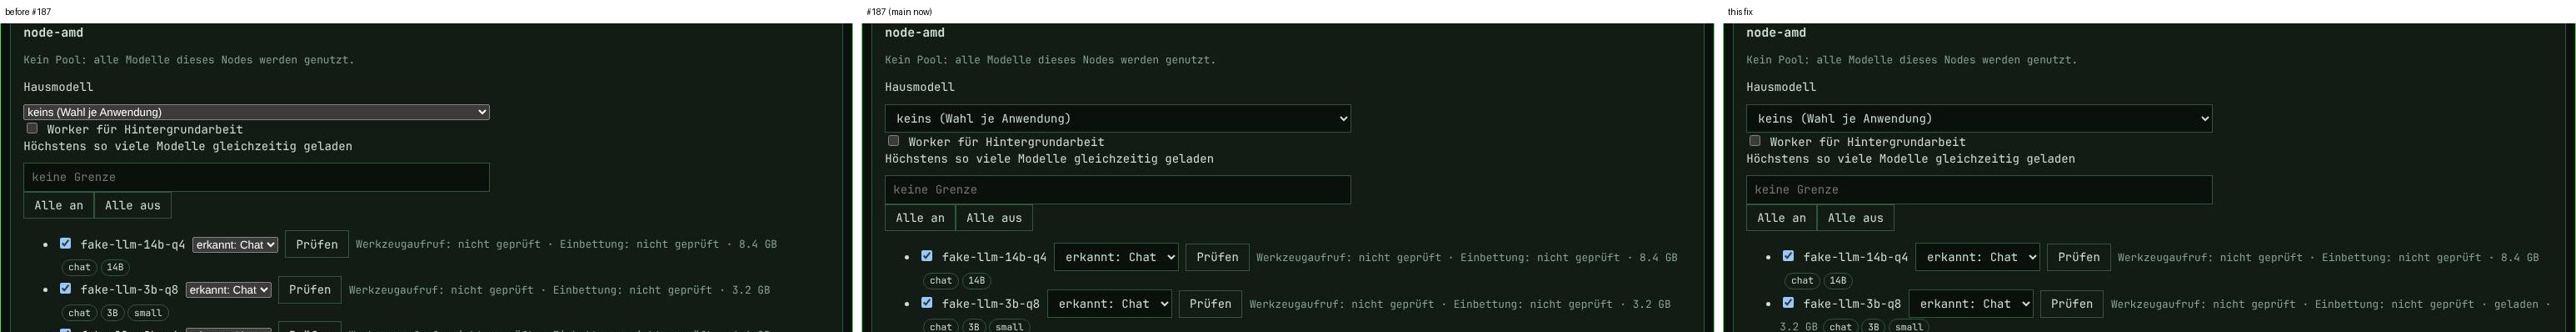 before #187
node-amd
Kein Pool: alle Modelle dieses Nodes werden genutzt.
Hausmodell
keins (Wahl je Anwendung)
Worker für Hintergrundarbeit
Höchstens so viele Modelle gleichzeitig geladen
keine Grenze
Alle an Alle aus
fake-llm-14b-q4 erkannt: Chat Prüfen Werkzeugaufruf: nicht geprüft · Einbettung: nicht geprüft · 8.4 GB
chat 14B
fake-llm-3b-q8 erkannt: Chat Prüfen Werkzeugaufruf: nicht geprüft · Einbettung: nicht geprüft · 3.2 GB
chat 3B small
#187 (main now)
node-amd
Kein Pool: alle Modelle dieses Nodes werden genutzt.
Hausmodell
keins (Wahl je Anwendung)
Worker für Hintergrundarbeit
Höchstens so viele Modelle gleichzeitig geladen
keine Grenze
Alle an Alle aus
fake-llm-14b-q4 erkannt: Chat Prüfen Werkzeugaufruf: nicht geprüft · Einbettung: nicht geprüft · 8.4 GB
chat 14B
fake-llm-3b-q8 erkannt: Chat Prüfen Werkzeugaufruf: nicht geprüft · Einbettung: nicht geprüft · 3.2 GB
chat 3B small
this fix
node-amd
Kein Pool: alle Modelle dieses Nodes werden genutzt.
Hausmodell
keins (Wahl je Anwendung)
Worker für Hintergrundarbeit
Höchstens so viele Modelle gleichzeitig geladen
keine Grenze
Alle an Alle aus
fake-llm-14b-q4 erkannt: Chat Prüfen Werkzeugaufruf: nicht geprüft · Einbettung: nicht geprüft · 8.4 GB
chat 14B
fake-llm-3b-q8 erkannt: Chat Prüfen Werkzeugaufruf: nicht geprüft · Einbettung: nicht geprüft · geladen ·
3.2 GB chat 3B small